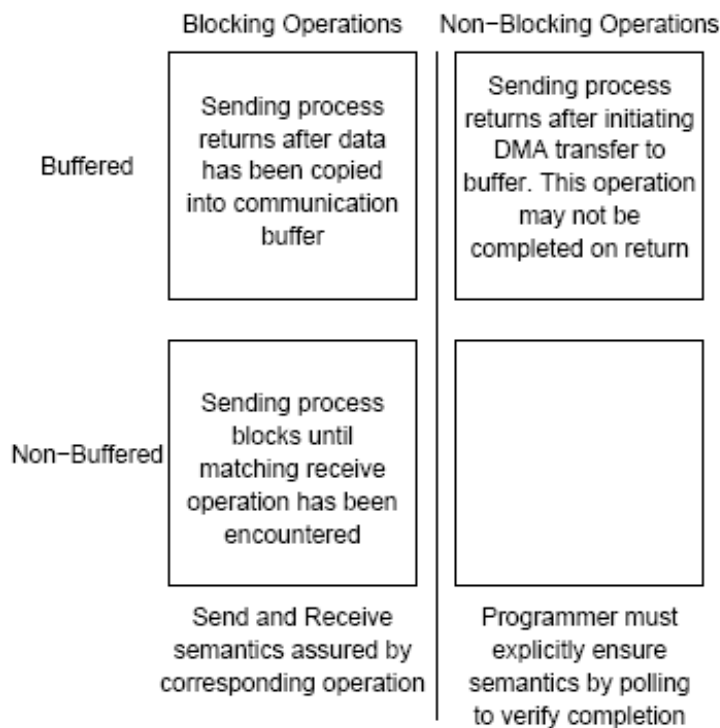 Blocking Operations
Non-Blocking Operations
Buffered
Sending process
returns after data
has been copied
into communication
buffer
Sending process
returns after initiating
DMA transfer to
buffer. This operation
may not be
completed on return
Non-Buffered
Sending process
blocks until
matching receive
operation has been
encountered
Send and Receive
semantics assured by
corresponding operation
Programmer must
explicitly ensure
semantics by polling
to verify completion